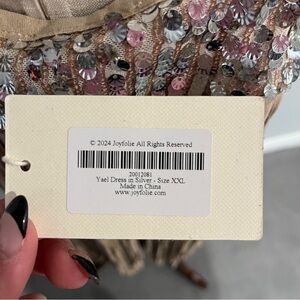 © 2024 Joyfolie All Rights Reserved
20012081
Yael Dress in Silver - Size XXL
Made in China
www.joyfolie.com